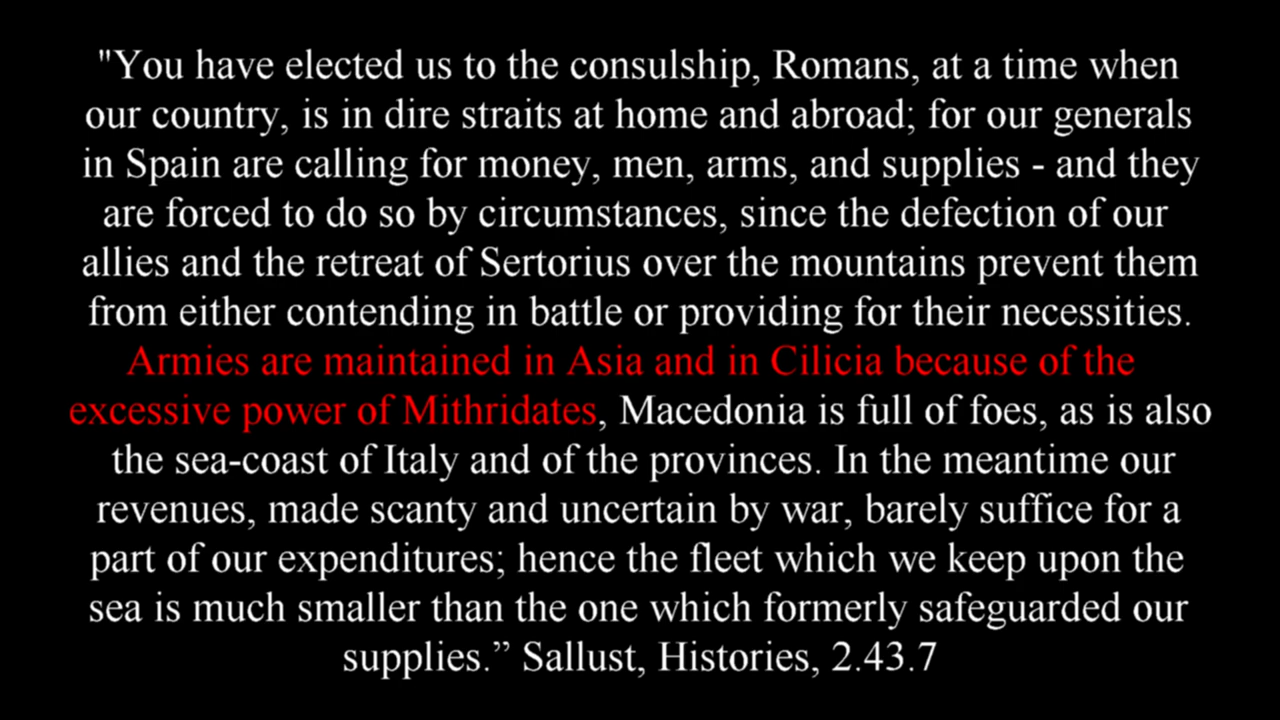 "You have elected us to the consulship, Romans, at a time when
our country, is in dire straits at home and abroad; for our generals
in Spain are calling for money, men, arms, and supplies - and they
are forced to do so by circumstances, since the defection of our
allies and the retreat of Sertorius over the mountains prevent them
from either contending in battle or providing for their necessities.
Armies are maintained in Asia and in Cilicia because of the
excessive power of Mithridates, Macedonia is full of foes, as is also
the sea-coast of Italy and of the provinces. In the meantime our
revenues, made scanty and uncertain by war, barely suffice for a
part of our expenditures; hence the fleet which we keep upon the
sea is much smaller than the one which formerly safeguarded our
supplies.” Sallust, Histories, 2.43.7